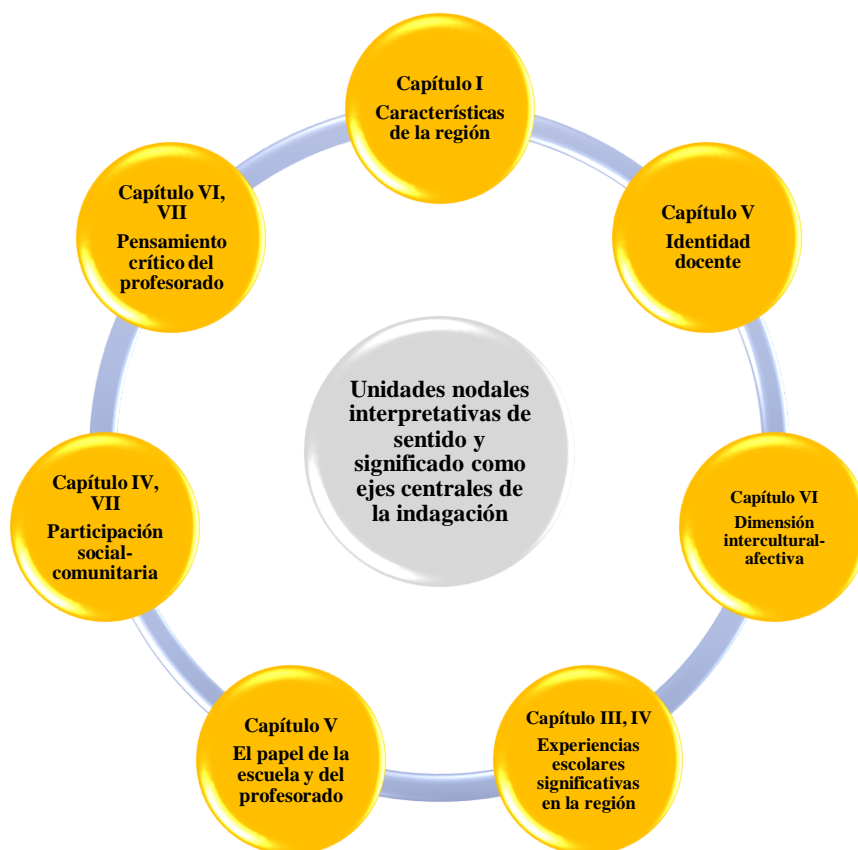 Capítulo I
Características
de la región
Capítulo V
Identidad
docente
Capítulo VI
Dimensión
intercultural-
afectiva
Capítulo III, IV
Experiencias
escolares
significativas
en la región
Capítulo V
El papel de la
escuela y del
profesorado
Capítulo IV,
VII
Participación
social-
comunitaria
Capítulo VI,
VII
Pensamiento
crítico del
profesorado
Unidades nodales
interpretativas de
sentido y
significado como
ejes centrales de
la indagación